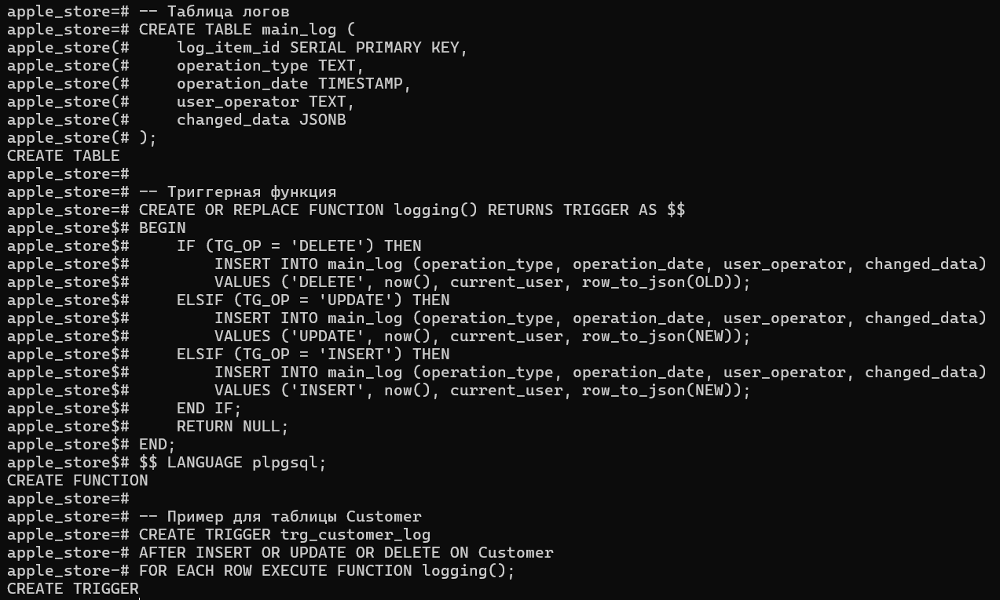 apple_store=# -- Таблица логов
apple_store=# CREATE TABLE main_log (
apple_store(#     log_item_id SERIAL PRIMARY KEY,
apple_store(#     operation_type TEXT,
apple_store(#     operation_date TIMESTAMP,
apple_store(#     user_operator TEXT,
apple_store(#     changed_data JSONB
apple_store(# );
CREATE TABLE
apple_store=#
apple_store=# -- Триггерная функция
apple_store=# CREATE OR REPLACE FUNCTION logging() RETURNS TRIGGER AS $$
apple_store$# BEGIN
apple_store$#     IF (TG_OP = 'DELETE') THEN
apple_store$#         INSERT INTO main_log (operation_type, operation_date, user_operator, changed_data)
apple_store$#         VALUES ('DELETE', now(), current_user, row_to_json(OLD));
apple_store$#     ELSIF (TG_OP = 'UPDATE') THEN
apple_store$#         INSERT INTO main_log (operation_type, operation_date, user_operator, changed_data)
apple_store$#         VALUES ('UPDATE', now(), current_user, row_to_json(NEW));
apple_store$#     ELSIF (TG_OP = 'INSERT') THEN
apple_store$#         INSERT INTO main_log (operation_type, operation_date, user_operator, changed_data)
apple_store$#         VALUES ('INSERT', now(), current_user, row_to_json(NEW));
apple_store$#     END IF;
apple_store$#     RETURN NULL;
apple_store$# END;
apple_store$# $$ LANGUAGE plpgsql;
CREATE FUNCTION
apple_store=#
apple_store=# -- Пример для таблицы Customer
apple_store=# CREATE TRIGGER trg_customer_log
apple_store-# AFTER INSERT OR UPDATE OR DELETE ON Customer
apple_store-# FOR EACH ROW EXECUTE FUNCTION logging();
CREATE TRIGGER